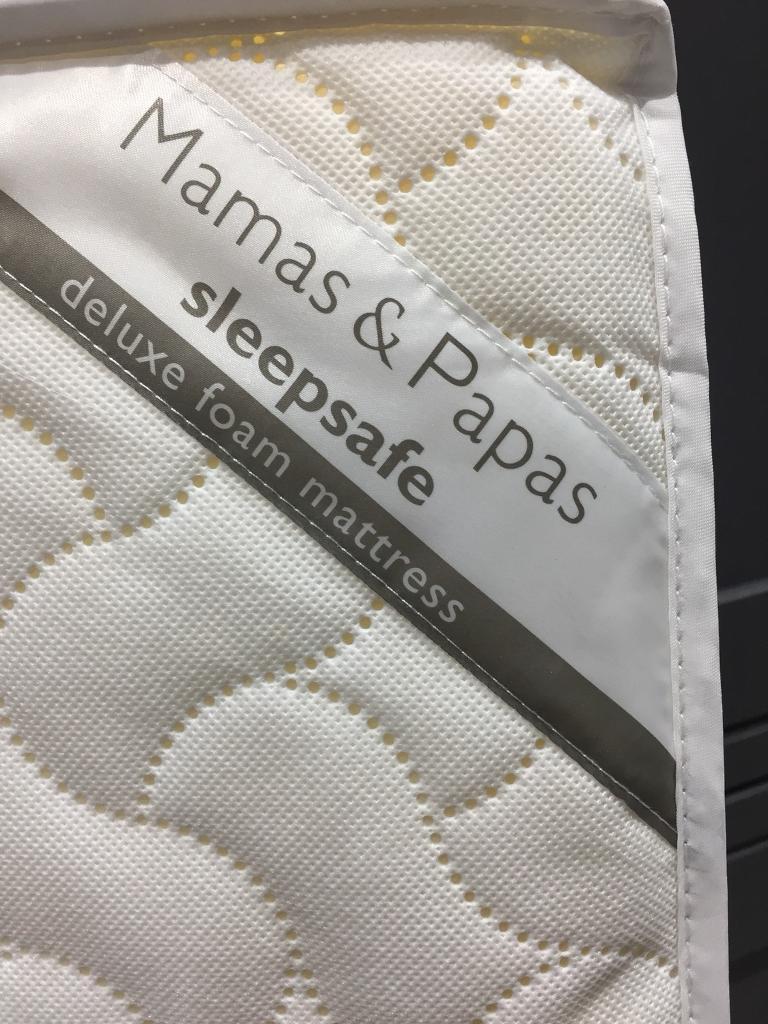 Mamas & Papas
sleepsafe
deluxe foam mattress